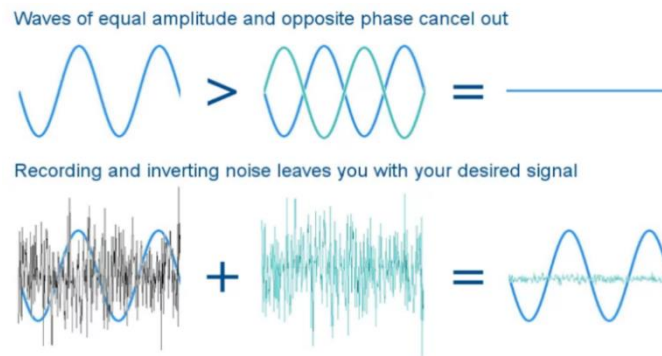 Waves of equal amplitude and opposite phase cancel out
> =
Recording and inverting noise leaves you with your desired signal
+ =